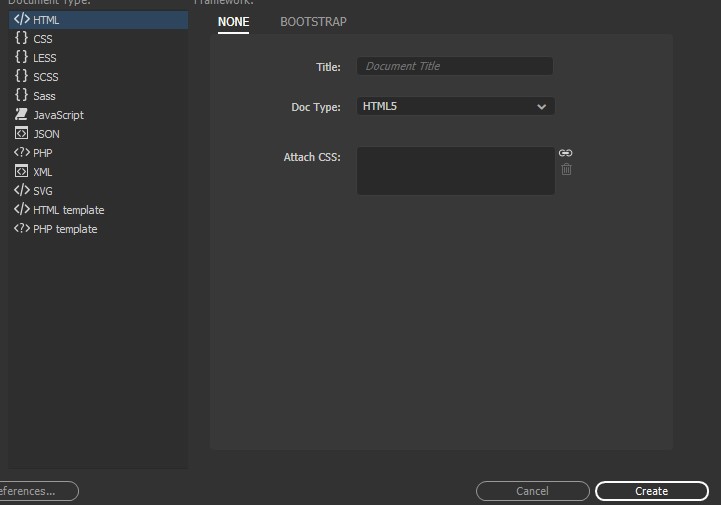 Document Type:
Framework:
HTML
CSS
LESS
SCSS
Sass
JavaScript
JSON
PHP
XML
SVG
HTML template
PHP template
NONE
BOOTSTRAP
Title:
Document Title
Doc Type:
HTML5
Attach CSS:
eferences...
Cancel
Create